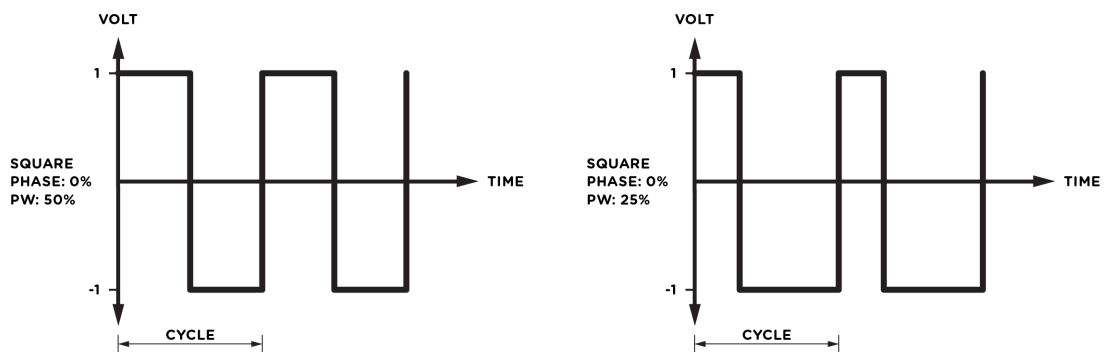 VOLT
1
SQUARE
PHASE: 0%
PW: 50%
TIME
-1
CYCLE
VOLT
1
SQUARE
PHASE: 0%
PW: 25%
TIME
-1
CYCLE